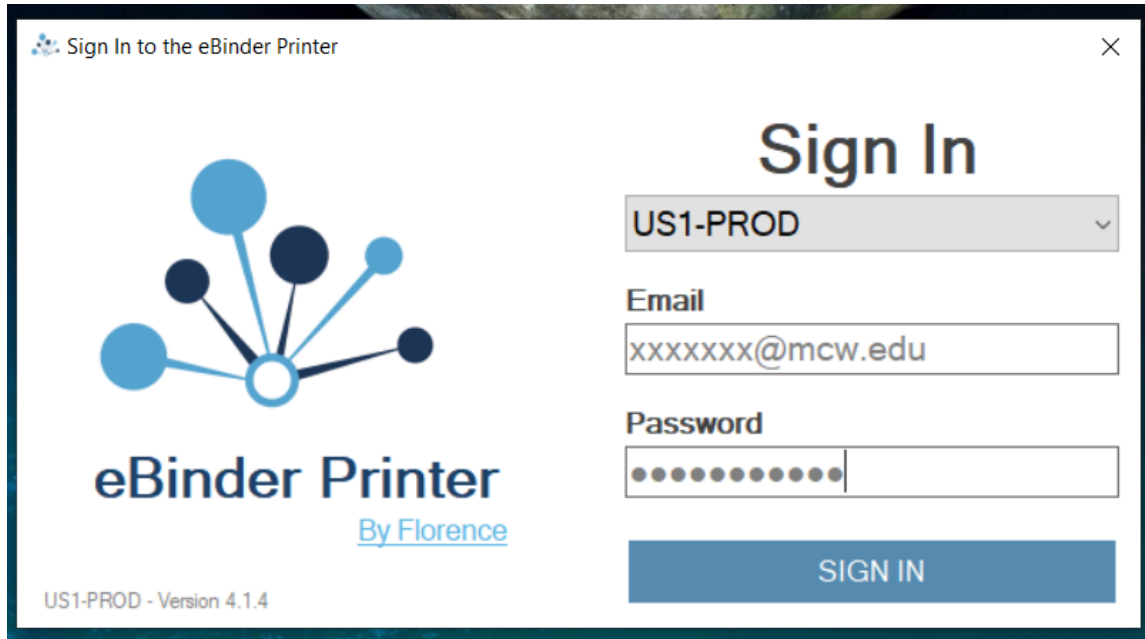 Sign In to the eBinder Printer
Sign In
US1-PROD
Email
xxxxxxx@mcw.edu
Password
●●●●●●●●●●●
SIGN IN
eBinder Printer
By Florence
US1-PROD - Version 4.1.4